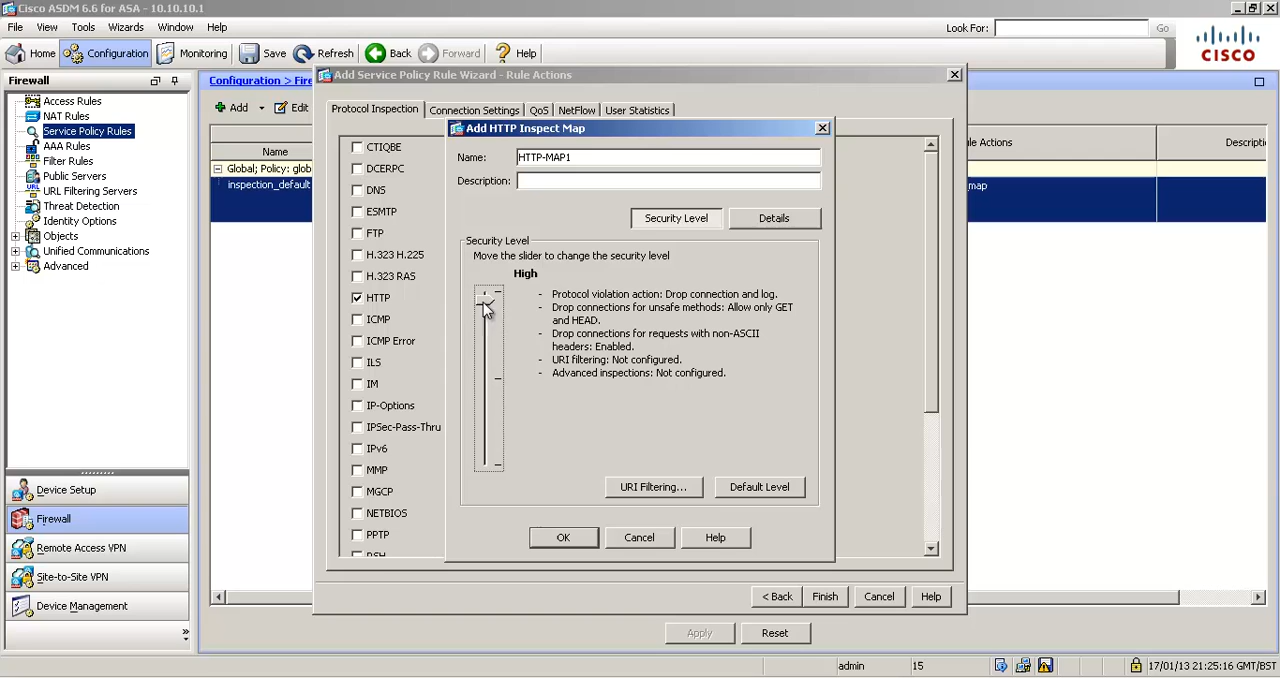 Cisco ASDM 6.6 for ASA - 10.10.10.1
File View Tools Wizards Window Help
Look For:
Go
Home Configuration Monitoring Save Refresh Back Forward Help
CISCO
Firewall
Access Rules
NAT Rules
Service Policy Rules
AAA Rules
Filter Rules
Public Servers
URL Filtering Servers
Threat Detection
Identity Options
Objects
Unified Communications
Advanced
Device Setup
Firewall
Remote Access VPN
Site-to-Site VPN
Device Management
Configuration > Fire
Add Edit
Name
Global; Policy: glob
inspection_default
le Actions
Descripti
map
Add Service Policy Rule Wizard - Rule Actions
Protocol Inspection Connection Settings QoS NetFlow User Statistics
CTIQBE
DCERPC
DNS
ESMTP
FTP
H.323 H.225
H.323 RAS
HTTP
ICMP
ICMP Error
ILS
IM
IP-Options
IPSec-Pass-Thru
IPv6
MMP
MGCP
NETBIOS
PPTP
RSH
Add HTTP Inspect Map
Name: HTTP-MAP1
Description:
Security Level Details
Security Level
Move the slider to change the security level
High
- Protocol violation action: Drop connection and log.
- Drop connections for unsafe methods: Allow only GET
and HEAD.
- Drop connections for requests with non-ASCII
headers: Enabled.
- URI filtering: Not configured.
- Advanced inspections: Not configured.
URI Filtering... Default Level
OK Cancel Help
< Back Finish Cancel Help
Apply Reset
admin 15 17/01/13 21:25:16 GMT/BST